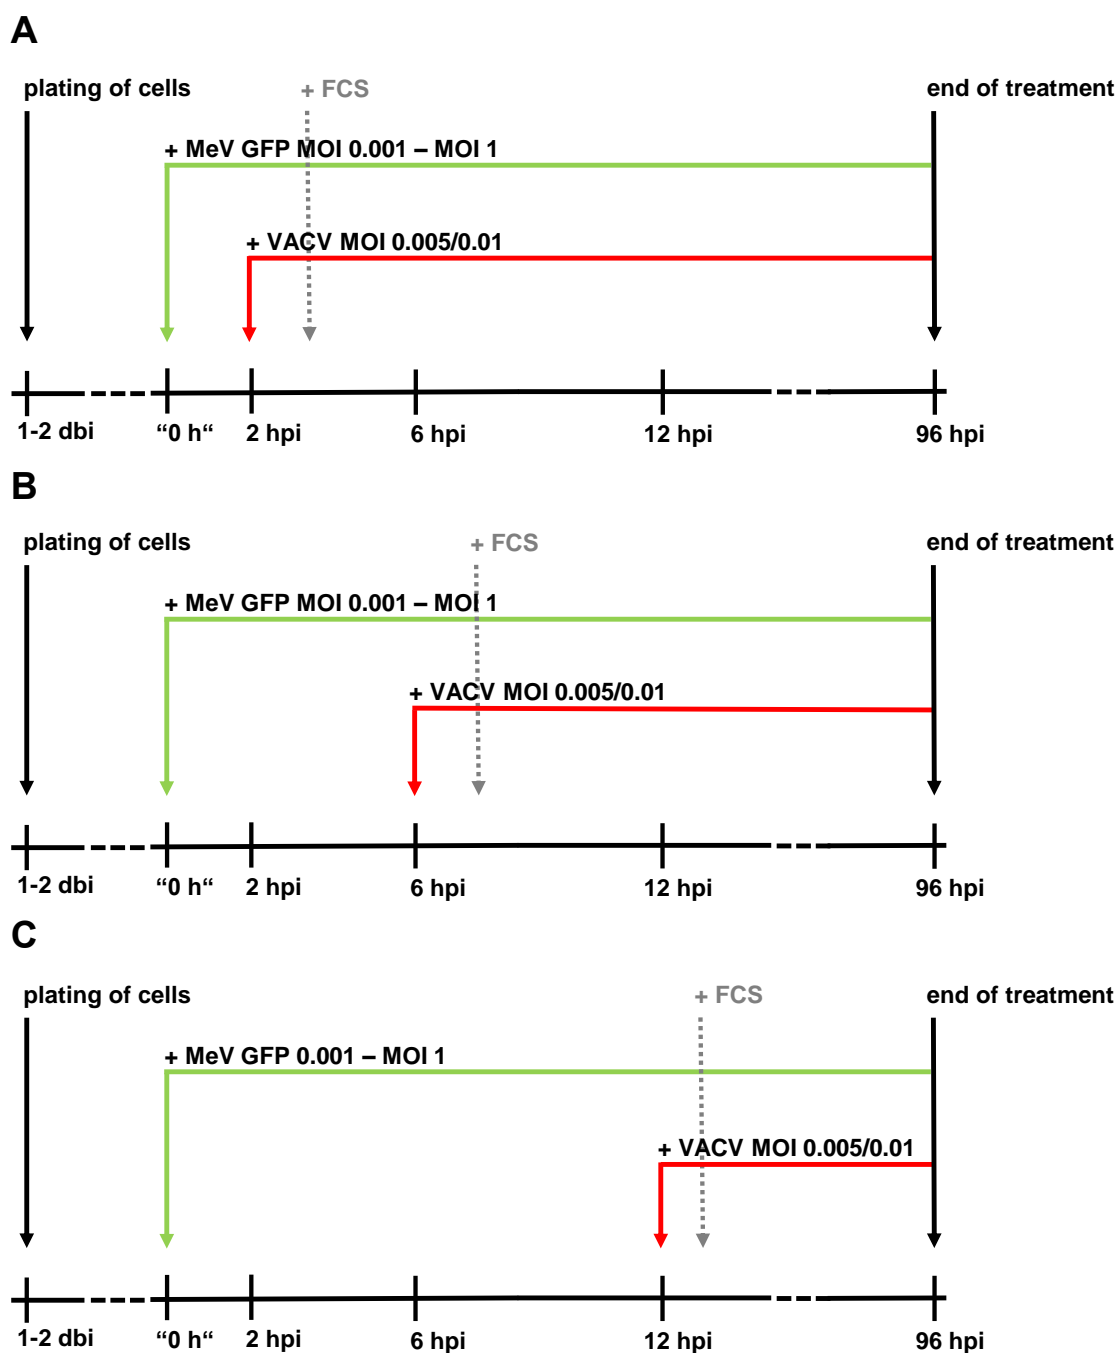 A
plating of cells
+ FCS
end of treatment
+ MeV GFP MOI 0.001 – MOI 1
+ VACV MOI 0.005/0.01
1-2 dbi
“0 h“
2 hpi
6 hpi
12 hpi
96 hpi
B
plating of cells
+ FCS
end of treatment
+ MeV GFP MOI 0.001 – MOI 1
+ VACV MOI 0.005/0.01
1-2 dbi
“0 h“
2 hpi
6 hpi
12 hpi
96 hpi
C
plating of cells
+ FCS
end of treatment
+ MeV GFP 0.001 – MOI 1
+ VACV MOI 0.005/0.01
1-2 dbi
“0 h“
2 hpi
6 hpi
12 hpi
96 hpi